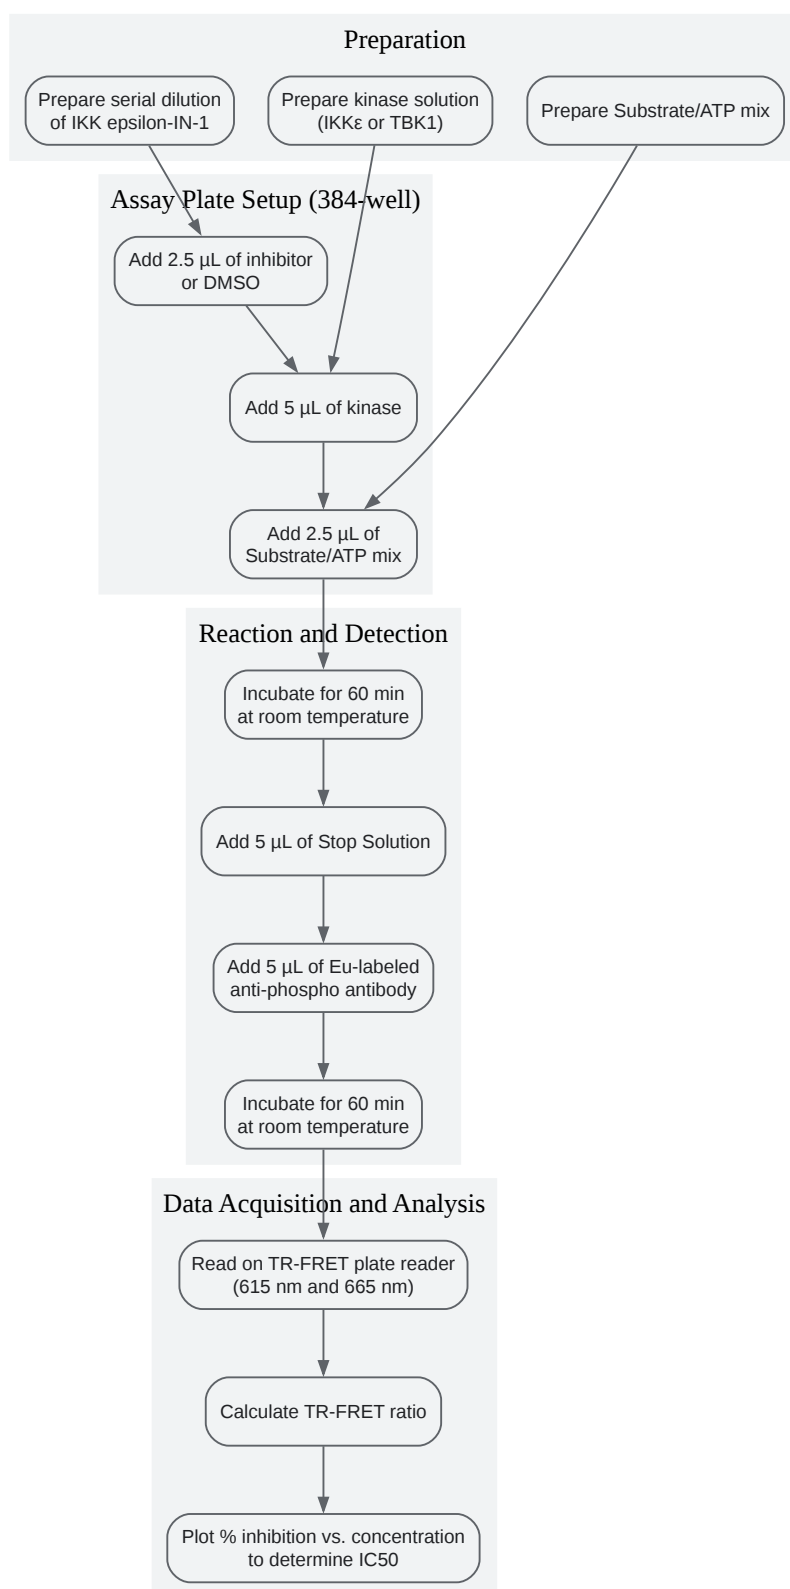 Preparation
Prepare serial dilution
of IKK epsilon-IN-1
Prepare kinase solution
(IKKε or TBK1)
Prepare Substrate/ATP mix
Assay Plate Setup (384-well)
Add 2.5 µL of inhibitor
or DMSO
Add 5 µL of kinase
Add 2.5 µL of
Substrate/ATP mix
Reaction and Detection
Incubate for 60 min
at room temperature
Add 5 µL of Stop Solution
Add 5 µL of Eu-labeled
anti-phospho antibody
Incubate for 60 min
at room temperature
Data Acquisition and Analysis
Read on TR-FRET plate reader
(615 nm and 665 nm)
Calculate TR-FRET ratio
Plot % inhibition vs. concentration
to determine IC50